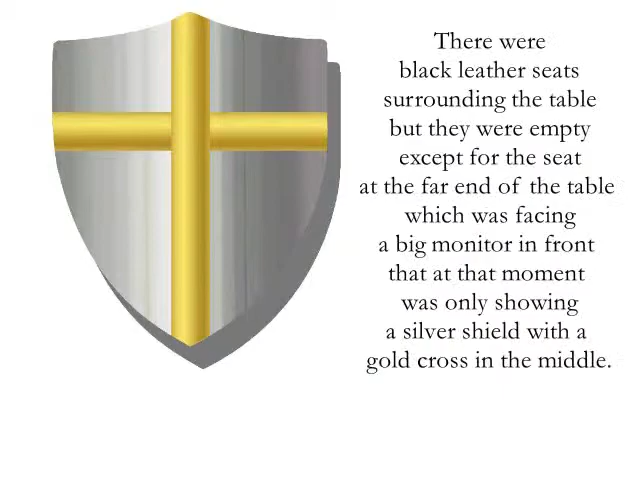 There were
black leather seats
surrounding the table
but they were empty
except for the seat
at the far end of the table
which was facing
a big monitor in front
that at that moment
was only showing
a silver shield with a
gold cross in the middle.